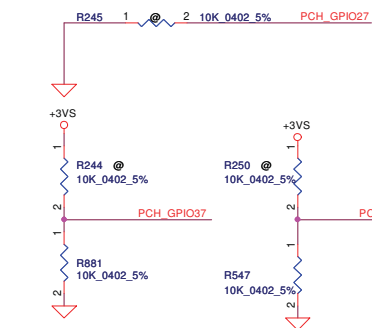 R245 1 @ 2 10K_0402_5% PCH_GPIO27
+3VS
+3VS
1
1
R244 @
10K_0402_5%
R250 @
10K_0402_5%
2
2
PCH_GPIO37
PC
1
1
R881
10K_0402_5%
R547
10K_0402_5%
2
2